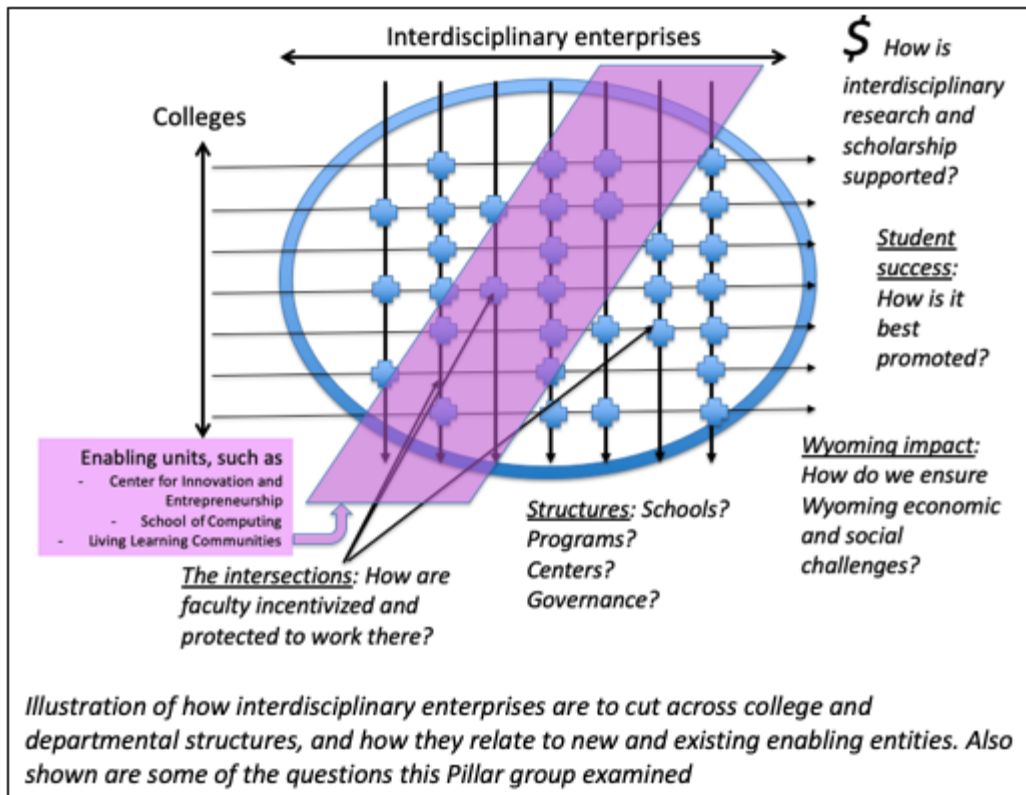 Interdisciplinary enterprises
Colleges
$ How is
interdisciplinary
research and
scholarship
supported?
Student
success:
How is it
best
promoted?
Wyoming impact:
How do we ensure
Wyoming economic
and social
challenges?
Enabling units, such as
- Center for Innovation and
Entrepreneurship
- School of Computing
- Living Learning Communities
The intersections: How are
faculty incentivized and
protected to work there?
Structures: Schools?
Programs?
Centers?
Governance?
Illustration of how interdisciplinary enterprises are to cut across college and
departmental structures, and how they relate to new and existing enabling entities. Also
shown are some of the questions this Pillar group examined